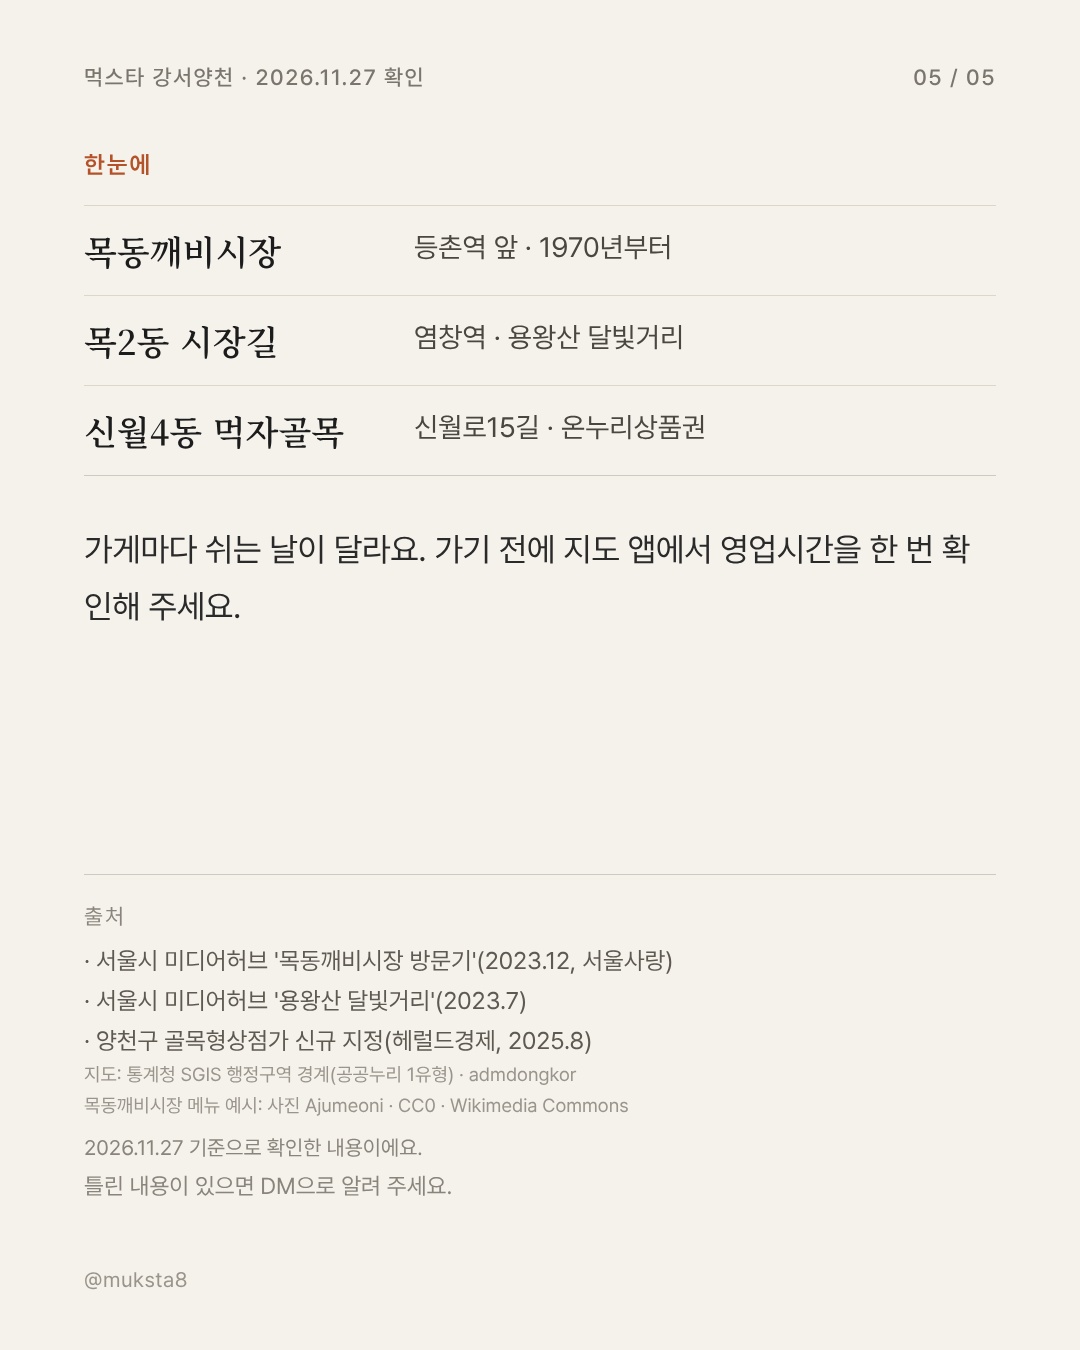 먹스타 강서양천 · 2026.11.27 확인
05 / 05
한눈에
목동깨비시장
등촌역 앞 · 1970년부터
목2동 시장길
염창역 · 용왕산 달빛거리
신월4동 먹자골목
신월로15길 · 온누리상품권
가게마다 쉬는 날이 달라요. 가기 전에 지도 앱에서 영업시간을 한 번 확
인해 주세요.
출처
· 서울시 미디어허브 '목동깨비시장 방문기'(2023.12, 서울사랑)
· 서울시 미디어허브 '용왕산 달빛거리'(2023.7)
· 양천구 골목형상점가 신규 지정(헤럴드경제, 2025.8)
지도: 통계청 SGIS 행정구역 경계(공공누리 1유형) · admdongkor
목동깨비시장 메뉴 예시: 사진 Ajumeoni · CC0 · Wikimedia Commons
2026.11.27 기준으로 확인한 내용이에요.
틀린 내용이 있으면 DM으로 알려 주세요.
@muksta8